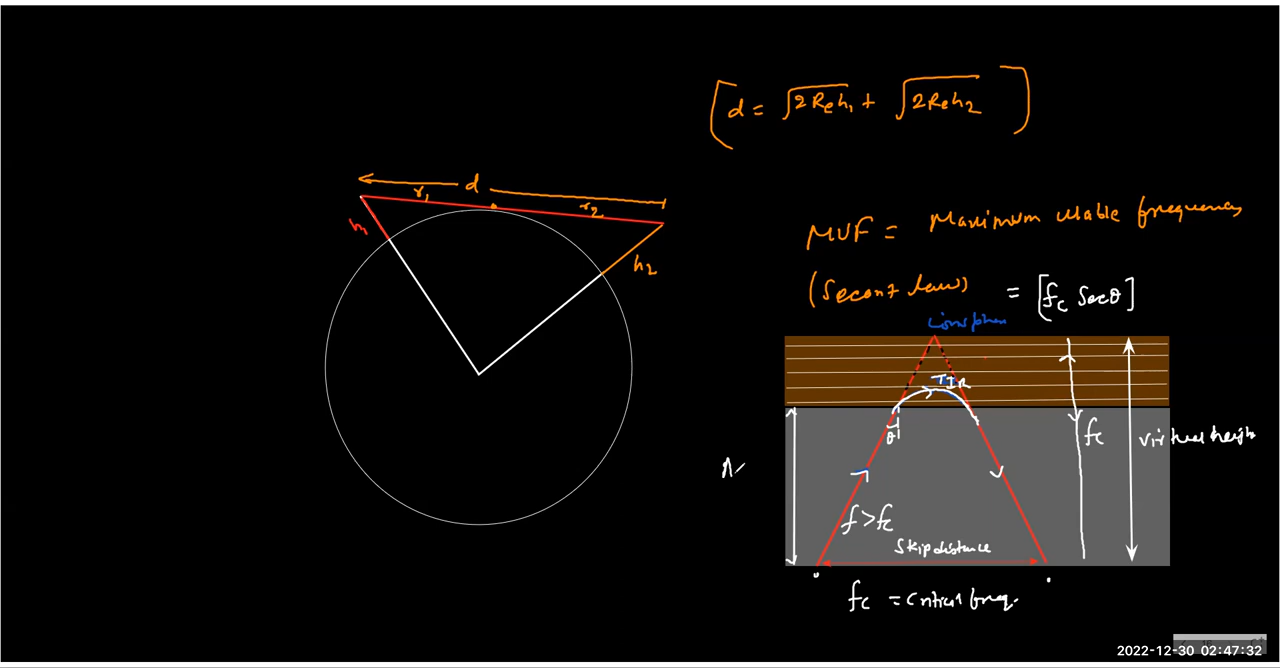 d = √2Reh1 + √2Reh2
d
r1
r2
h1
h2
MUF = Maximum usable frequency
(Secant law) = [fc Secθ]
TIR
θ
fc
Virtual height
f > fc
Skip distance
fc = Critical freq.
2022-12-30 02:47:32